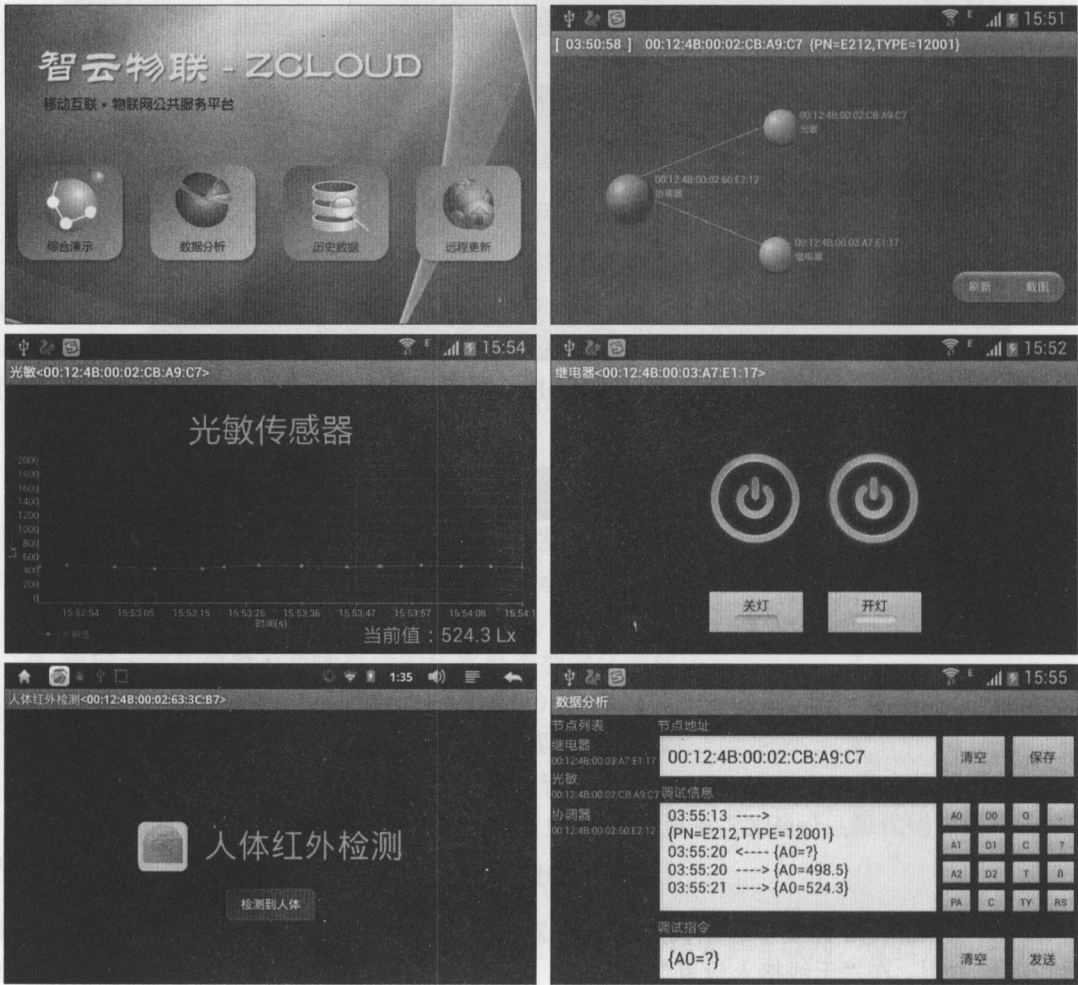 智云物联 - ZCLOUD
移动互联·物联网公共服务平台
综合演示
数据分析
历史数据
远程更新
15:51
[ 03:50:58 ] 00:12:4B:00:02:CB:A9:C7 {PN=E212,TYPE=12001}
00:12:4B:00:02:CB:A9:C7
光敏
00:12:4B:00:02:60:E2:12
协调器
00:12:4B:00:03:A7:E1:17
继电器
刷新 截图
15:54
光敏<00:12:4B:00:02:CB:A9:C7>
光敏传感器
2000
1800
1600
1400
1200
1000
800
600
400
200
0
Lx
15:52:54 15:53:05 15:53:15 15:53:26 15:53:36 15:53:47 15:53:57 15:54:08 15:54:1
时间(s)
当前值：524.3 Lx
15:52
继电器<00:12:4B:00:03:A7:E1:17>
关灯
开灯
1:35
人体红外检测<00:12:4B:00:02:63:3C:B7>
人体红外检测
检测到人体
15:55
数据分析
节点列表
继电器
00:12:4B:00:03:A7:E1:17
光敏
00:12:4B:00:02:CB:A9:C7
协调器
00:12:4B:00:02:60:E2:12
节点地址
00:12:4B:00:02:CB:A9:C7
清空 保存
调试信息
03:55:13 ---->
{PN=E212,TYPE=12001}
03:55:20 <---- {A0=?}
03:55:20 ----> {A0=498.5}
03:55:21 ----> {A0=524.3}
A0 D0 O .
A1 D1 C ?
A2 D2 T
PA C TY RS
调试指令
{A0=?}
清空 发送